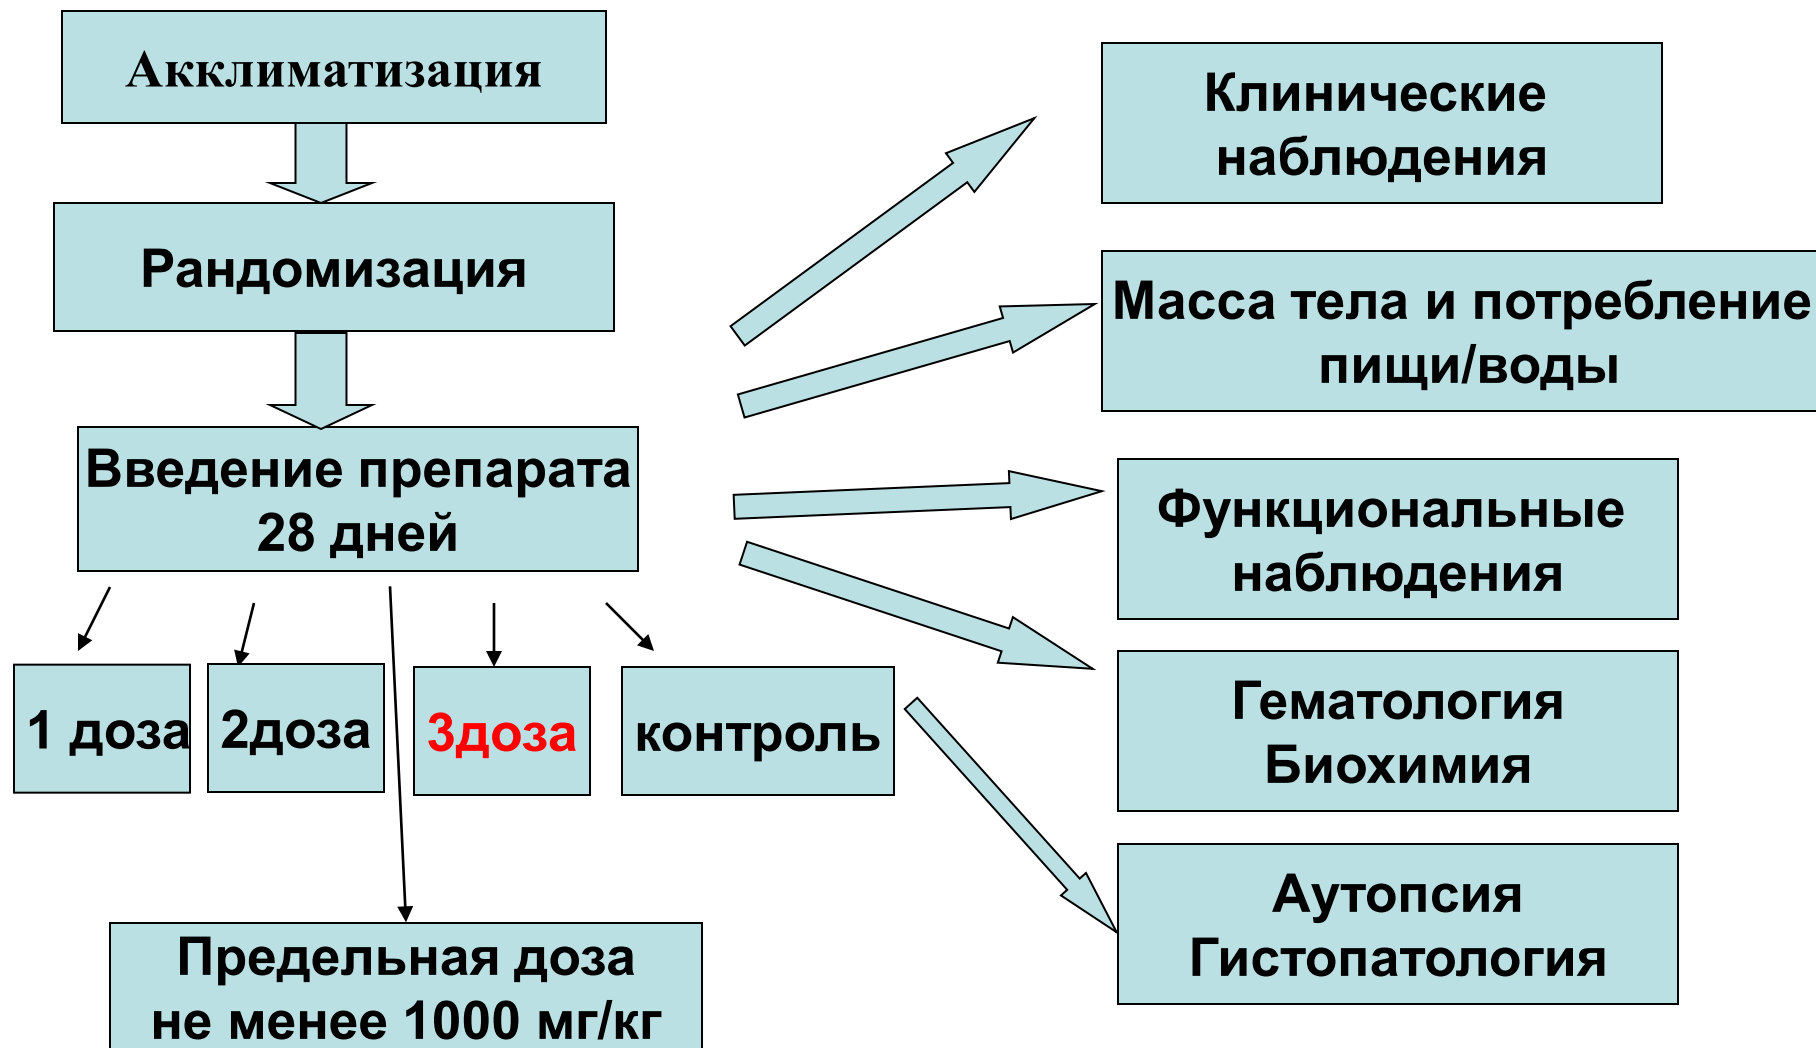 Акклиматизация
Рандомизация
Введение препарата
28 дней
1 доза
2доза
3доза
контроль
Предельная доза
не менее 1000 мг/кг
Клинические
наблюдения
Масса тела и потребление
пищи/воды
Функциональные
наблюдения
Гематология
Биохимия
Аутопсия
Гистопатология